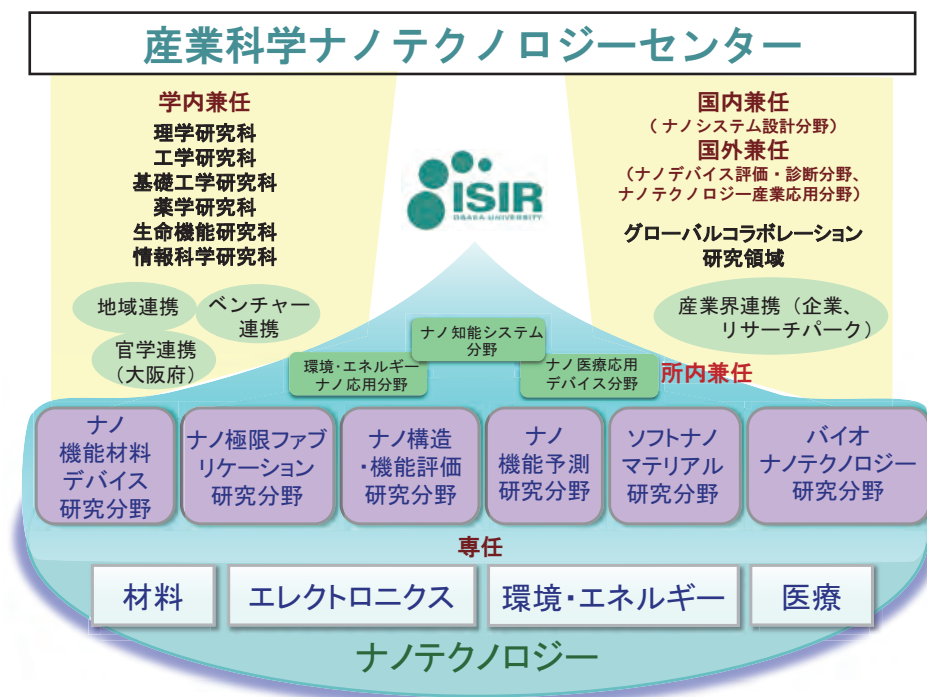 産業科学ナノテクノロジーセンター
学内兼任
理学研究科
工学研究科
基礎工学研究科
薬学研究科
生命機能研究科
情報科学研究科
地域連携
ベンチャー
連携
官学連携
(大阪府)
ISIR
OSAKA UNIVERSITY
国内兼任
(ナノシステム設計分野)
国外兼任
(ナノデバイス評価・診断分野、
ナノテクノロジー産業応用分野)
グローバルコラボレーション
研究領域
産業界連携(企業、
リサーチパーク)
ナノ知能システム
分野
環境・エネルギー
ナノ応用分野
ナノ医療応用
デバイス分野
所内兼任
ナノ
機能材料
デバイス
研究分野
ナノ極限ファブ
リケーション
研究分野
ナノ構造
・機能評価
研究分野
ナノ
機能予測
研究分野
ソフトナノ
マテリアル
研究分野
バイオ
ナノテクノロジー
研究分野
専任
材料
エレクトロニクス
環境・エネルギー
医療
ナノテクノロジー